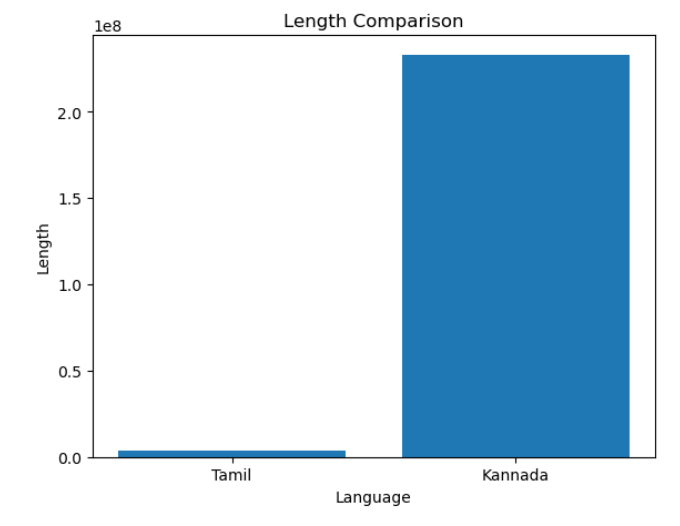 Length Comparison
1e8
2.0
1.5
1.0
0.5
0.0
Length
Tamil Kannada
Language